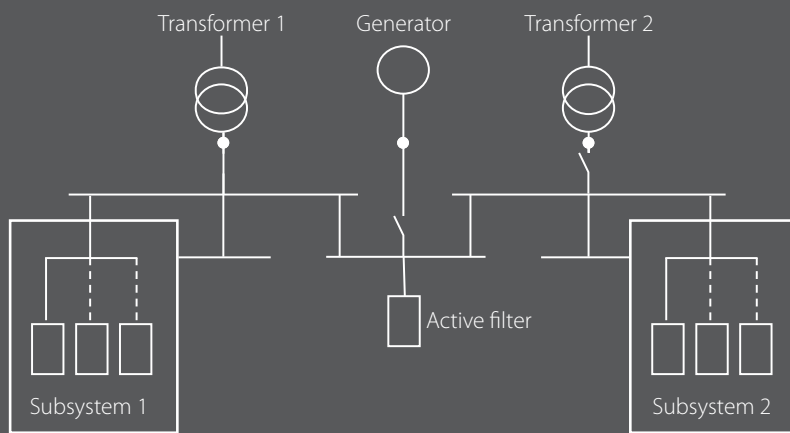 Transformer 1
Generator
Transformer 2
Active filter
Subsystem 1
Subsystem 2